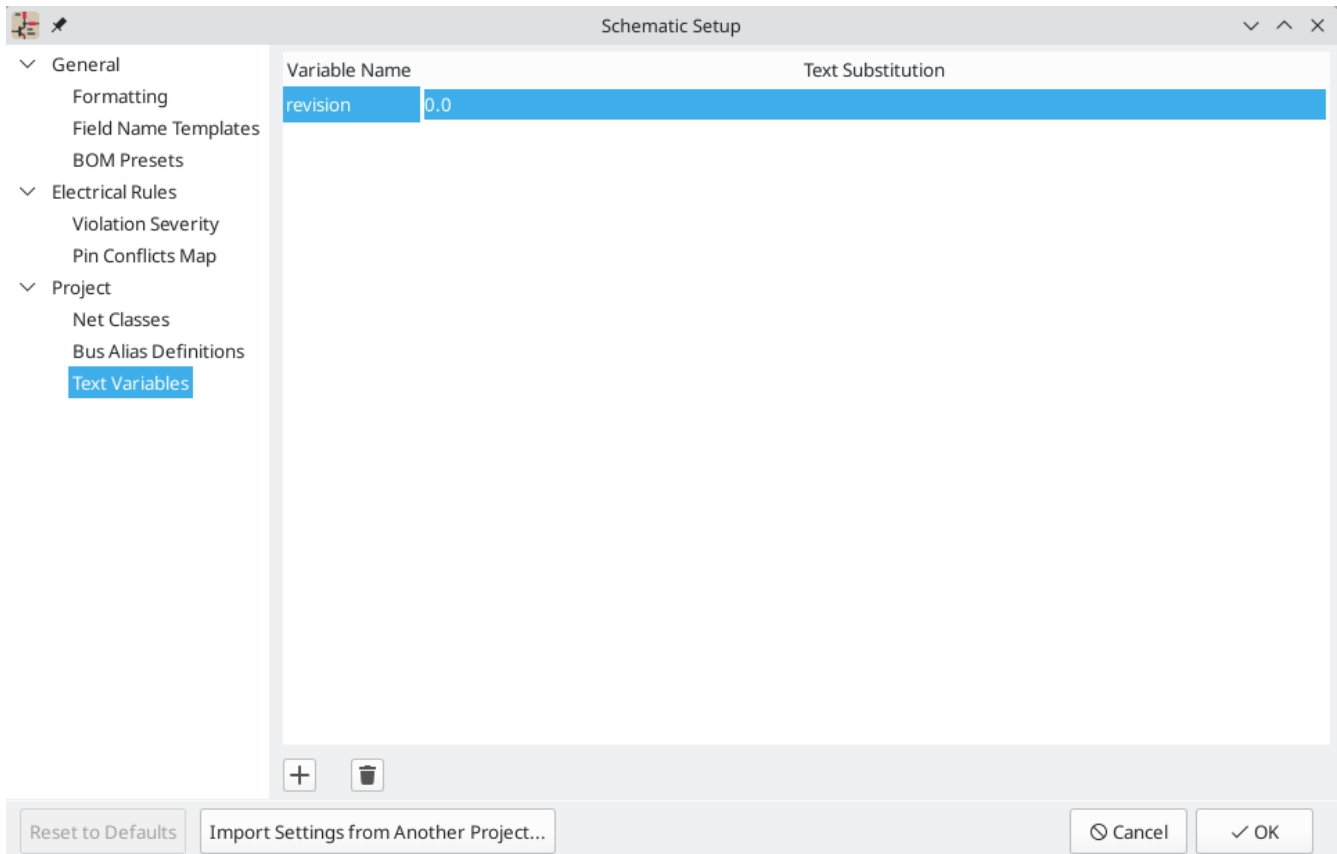 Schematic Setup
General
Formatting
Field Name Templates
BOM Presets
Electrical Rules
Violation Severity
Pin Conflicts Map
Project
Net Classes
Bus Alias Definitions
Text Variables
Variable Name Text Substitution
revision 0.0
Reset to Defaults Import Settings from Another Project... Cancel OK